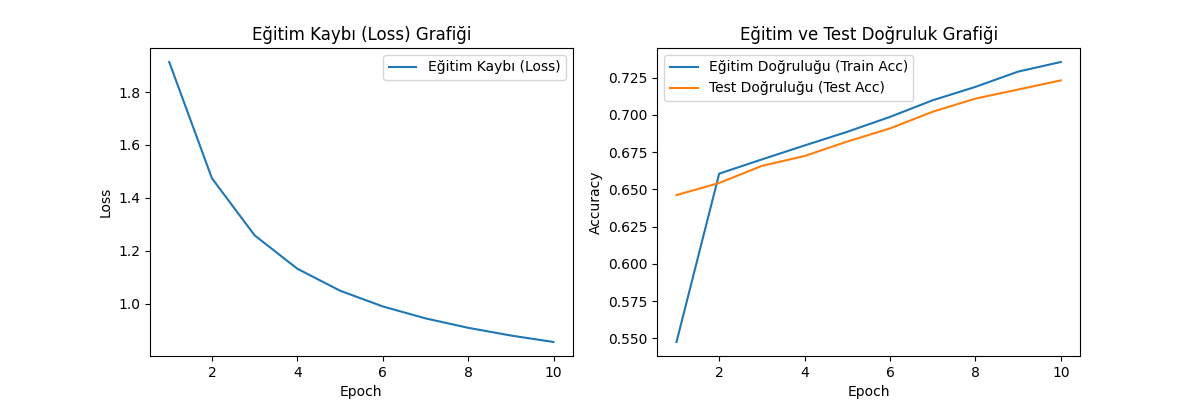 Eğitim Kaybı (Loss) Grafiği
Eğitim Kaybı (Loss)
1.8
1.6
1.4
1.2
1.0
Loss
2 4 6 8 10
Epoch
Eğitim ve Test Doğruluk Grafiği
Eğitim Doğruluğu (Train Acc)
Test Doğruluğu (Test Acc)
0.725
0.700
0.675
0.650
0.625
0.600
0.575
0.550
Accuracy
2 4 6 8 10
Epoch